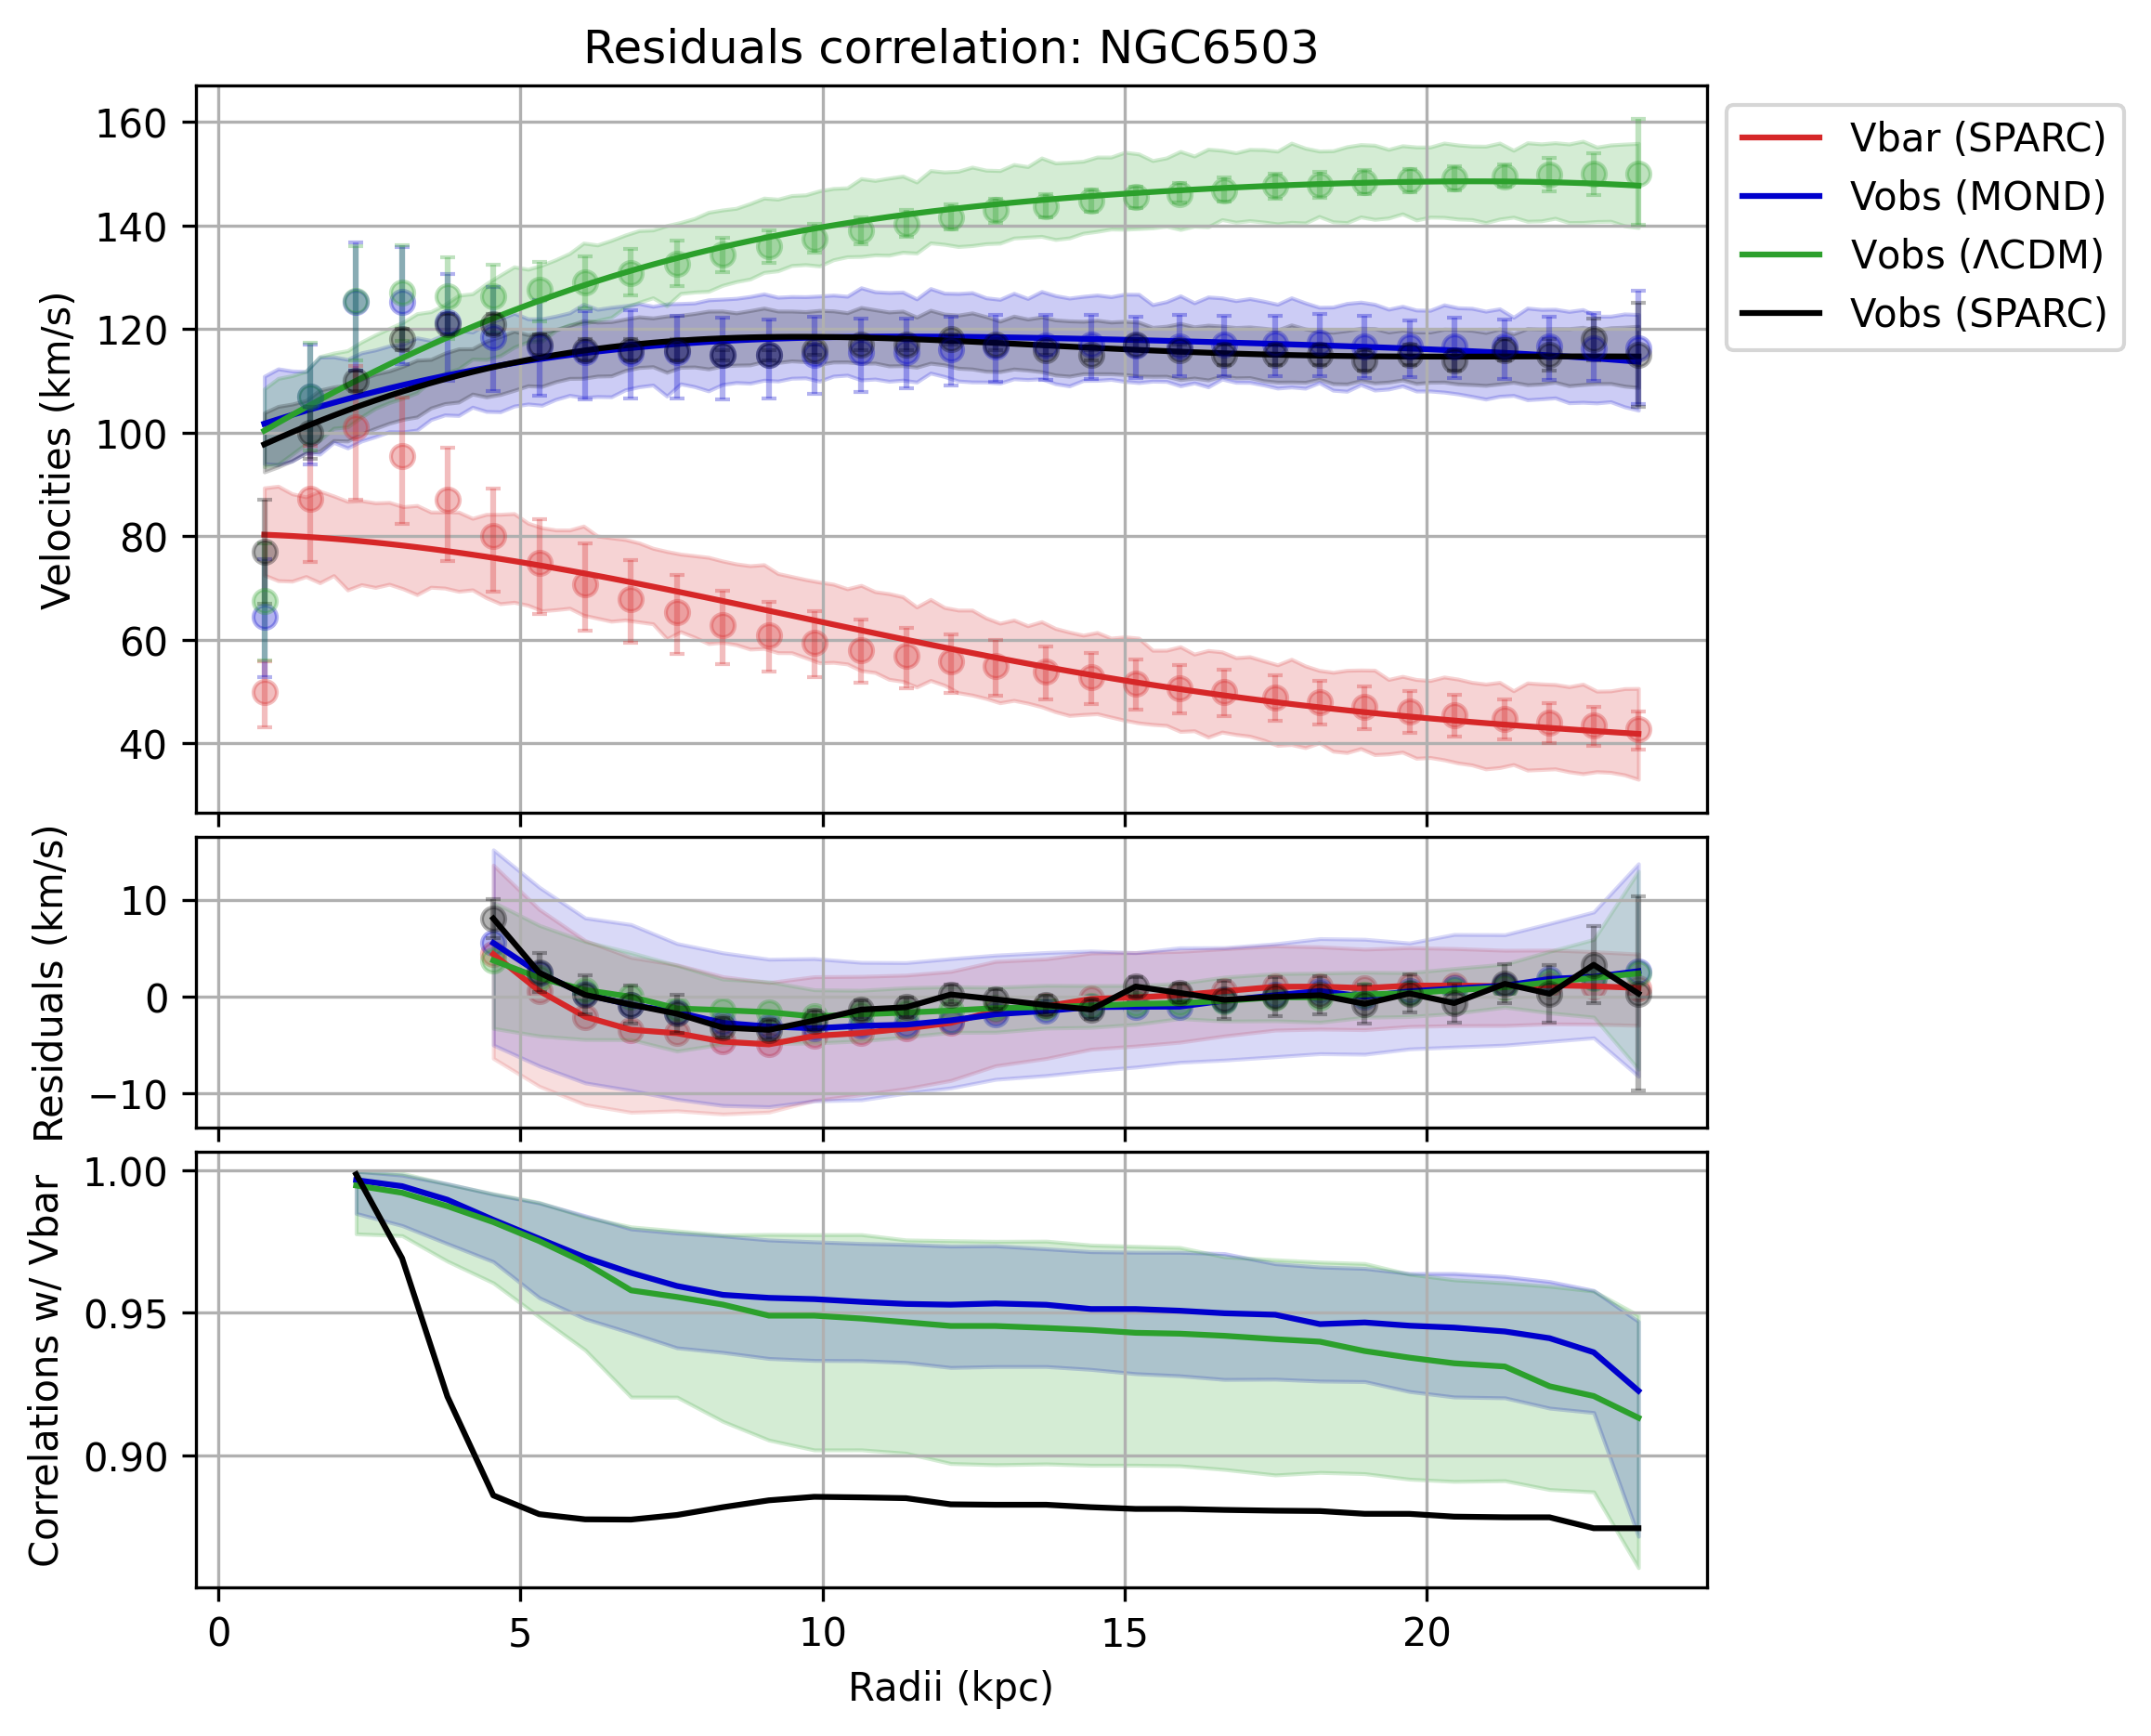 Residuals correlation: NGC6503
160
140
120
100
80
60
40
Velocities (km/s)
Vbar (SPARC)
Vobs (MOND)
Vobs (ΛCDM)
Vobs (SPARC)
10
0
−10
Residuals (km/s)
1.00
0.95
0.90
Correlations w/ Vbar
0 5 10 15 20
Radii (kpc)